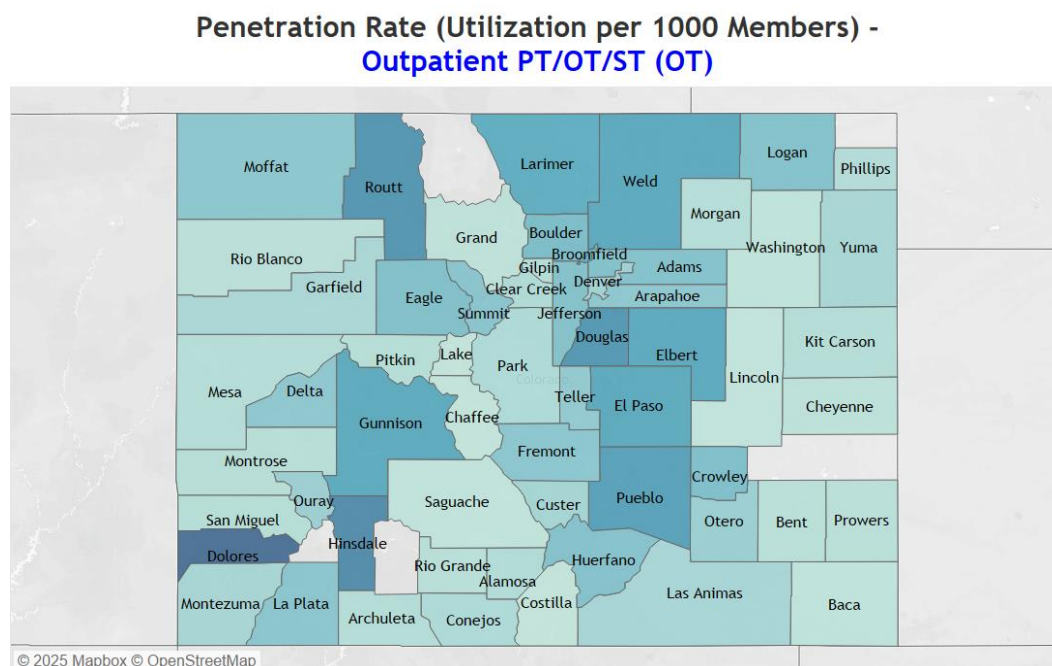 Penetration Rate (Utilization per 1000 Members) -
Outpatient PT/OT/ST (OT)
Moffat
Routt
Larimer
Weld
Logan
Phillips
Morgan
Washington
Yuma
Rio Blanco
Grand
Boulder
Broomfield
Gilpin
Adams
Garfield
Eagle
Summit
Clear Creek
Denver
Arapahoe
Jefferson
Douglas
Elbert
Kit Carson
Pitkin
Lake
Park
Colorado
Lincoln
Mesa
Delta
Teller
El Paso
Cheyenne
Gunnison
Chaffee
Montrose
Fremont
Crowley
Ouray
Saguache
Custer
Pueblo
San Miguel
Otero
Bent
Prowers
Dolores
Hinsdale
Rio Grande
Alamosa
Huerfano
Montezuma
La Plata
Costilla
Las Animas
Baca
Archuleta
Conejos
© 2025 Mapbox © OpenStreetMap